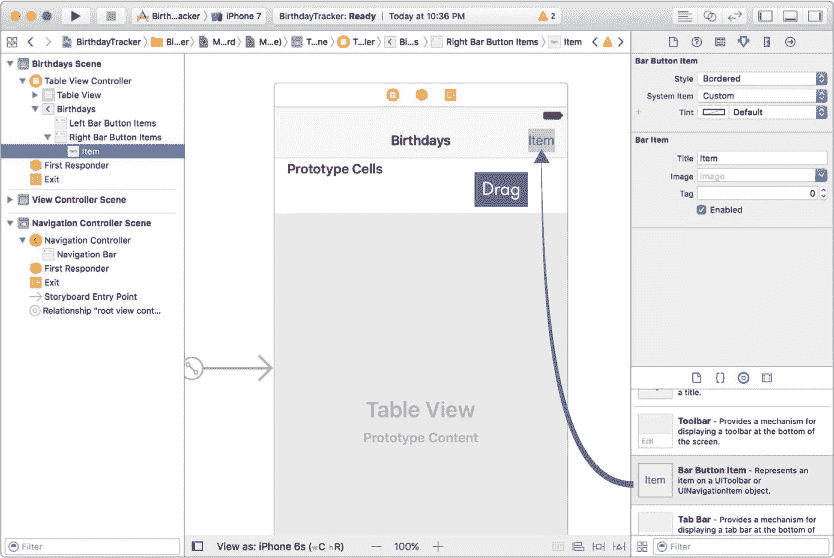 Birth...acker
iPhone 7
BirthdayTracker: Ready
Today at 10:36 PM
2
BirthdayTracker
Bi...er
M...rd
M...e)
T...ne
T...ler
Bi...s
Right Bar Button Items
Item
Birthdays Scene
Table View Controller
Table View
Birthdays
Left Bar Button Items
Right Bar Button Items
Item
First Responder
Exit
View Controller Scene
Navigation Controller Scene
Navigation Controller
Navigation Bar
First Responder
Exit
Storyboard Entry Point
Relationship "root view cont...
Filter
Birthdays
Item
Prototype Cells
Drag
Table View
Prototype Content
View as: iPhone 6s (wC hR)
100%
Bar Button Item
Style Bordered
System Item Custom
Tint Default
Bar Item
Title Item
Image Image
Tag 0
Enabled
a title.
Edit
Toolbar - Provides a mechanism for
displaying a toolbar at the bottom of
the screen.
Item
Bar Button Item - Represents an
item on a UIToolbar or
UINavigationItem object.
Tab Bar - Provides a mechanism for
displaying a tab bar at the bottom of
Filter